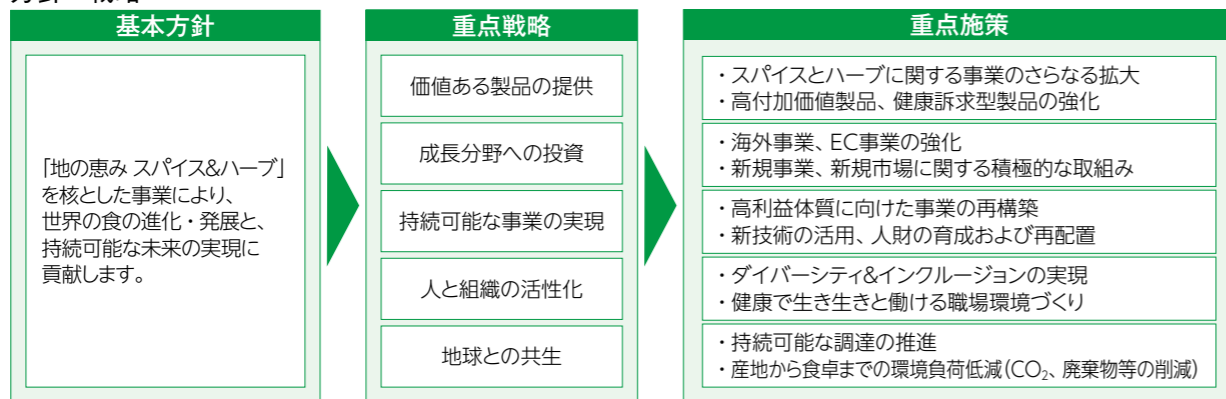 基本方針
「地の恵み スパイス&ハーブ」
を核とした事業により、
世界の食の進化・発展と、
持続可能な未来の実現に
貢献します。
重点戦略
価値ある製品の提供
成長分野への投資
持続可能な事業の実現
人と組織の活性化
地球との共生
重点施策
・スパイスとハーブに関する事業のさらなる拡大
・高付加価値製品、健康訴求型製品の強化
・海外事業、EC事業の強化
・新規事業、新規市場に関する積極的な取組み
・高利益体質に向けた事業の再構築
・新技術の活用、人財の育成および再配置
・ダイバーシティ&インクルージョンの実現
・健康で生き生きと働ける職場環境づくり
・持続可能な調達の推進
・産地から食卓までの環境負荷低減(CO₂、廃棄物等の削減)